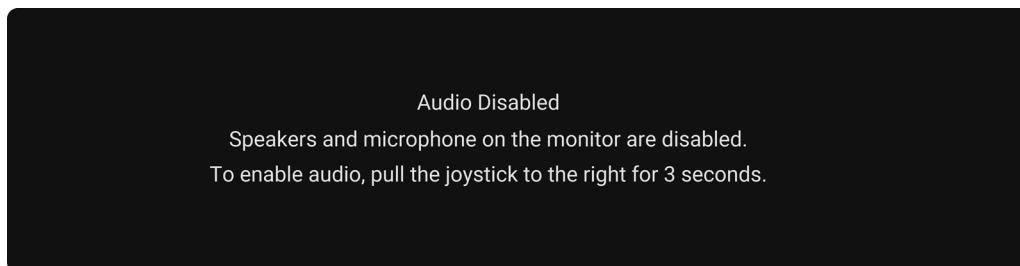 Audio Disabled
Speakers and microphone on the monitor are disabled.
To enable audio, pull the joystick to the right for 3 seconds.